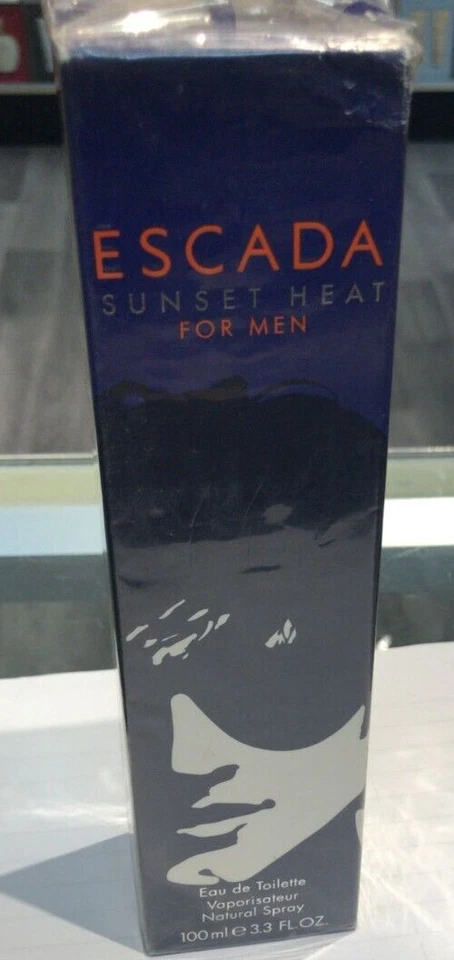 ESCADA
SUNSET HEAT
FOR MEN
Eau de Toilette
Vaporisateur
Natural Spray
100 ml e 3.3 FL.OZ.